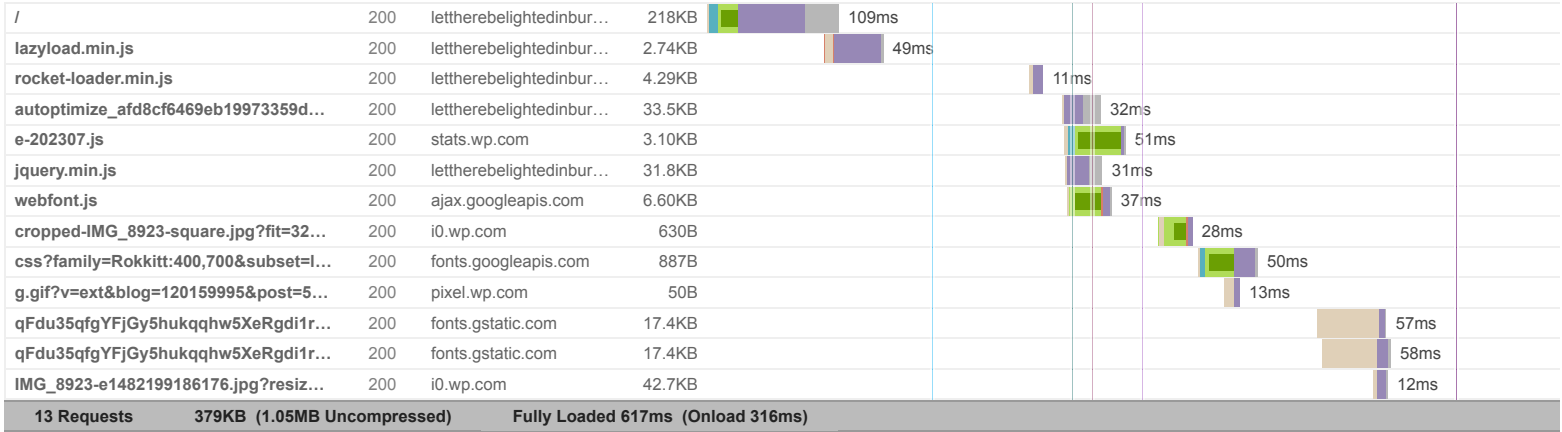 / 200 lettherebelightedinbur… 218KB 109ms
lazyload.min.js 200 lettherebelightedinbur… 2.74KB 49ms
rocket-loader.min.js 200 lettherebelightedinbur… 4.29KB 11ms
autoptimize_afd8cf6469eb19973359d… 200 lettherebelightedinbur… 33.5KB 32ms
e-202307.js 200 stats.wp.com 3.10KB 51ms
jquery.min.js 200 lettherebelightedinbur… 31.8KB 31ms
webfont.js 200 ajax.googleapis.com 6.60KB 37ms
cropped-IMG_8923-square.jpg?fit=32… 200 i0.wp.com 630B 28ms
css?family=Rokkitt:400,700&subset=l… 200 fonts.googleapis.com 887B 50ms
g.gif?v=ext&blog=120159995&post=5… 200 pixel.wp.com 50B 13ms
qFdu35qfgYFjGy5hukqqhw5XeRgdi1r… 200 fonts.gstatic.com 17.4KB 57ms
qFdu35qfgYFjGy5hukqqhw5XeRgdi1r… 200 fonts.gstatic.com 17.4KB 58ms
IMG_8923-e1482199186176.jpg?resiz… 200 i0.wp.com 42.7KB 12ms
13 Requests 379KB (1.05MB Uncompressed) Fully Loaded 617ms (Onload 316ms)